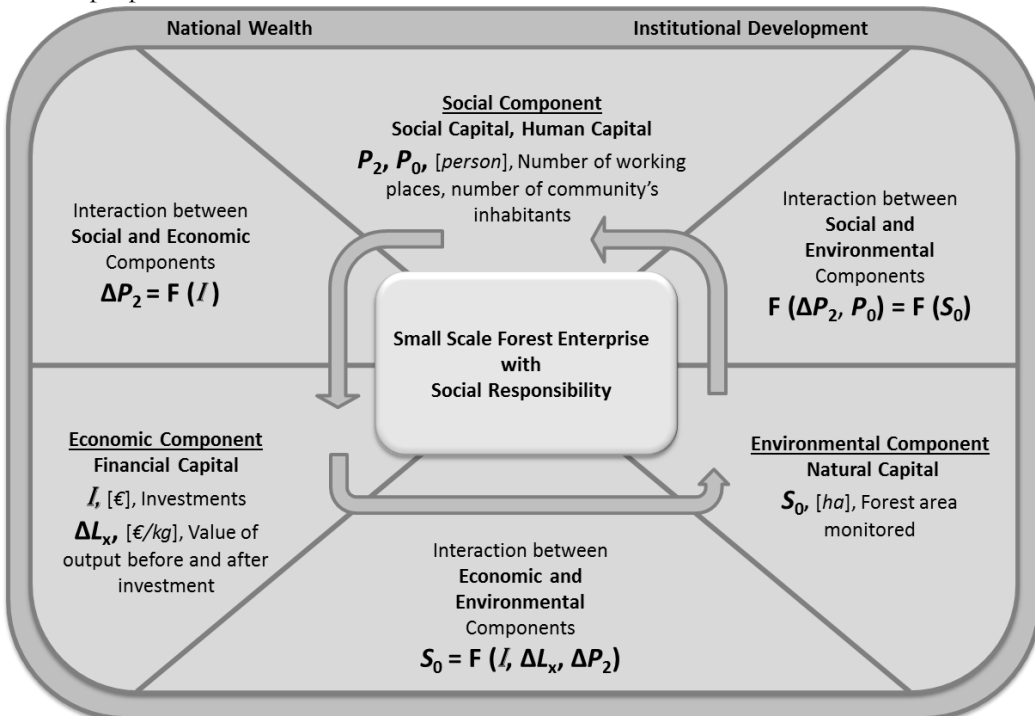 National Wealth
Institutional Development
Social Component
Social Capital, Human Capital
P₂, P₀, [person], Number of working
places, number of community’s
inhabitants
Interaction between
Social and Economic
Components
ΔP₂ = F (I)
Interaction between
Social and
Environmental
Components
F (ΔP₂, P₀) = F (S₀)
Small Scale Forest Enterprise
with
Social Responsibility
Economic Component
Financial Capital
I, [€], Investments
ΔLₓ, [€/kg], Value of
output before and after
investment
Environmental Component
Natural Capital
S₀, [ha], Forest area
monitored
Interaction between
Economic and
Environmental
Components
S₀ = F (I, ΔLₓ, ΔP₂)